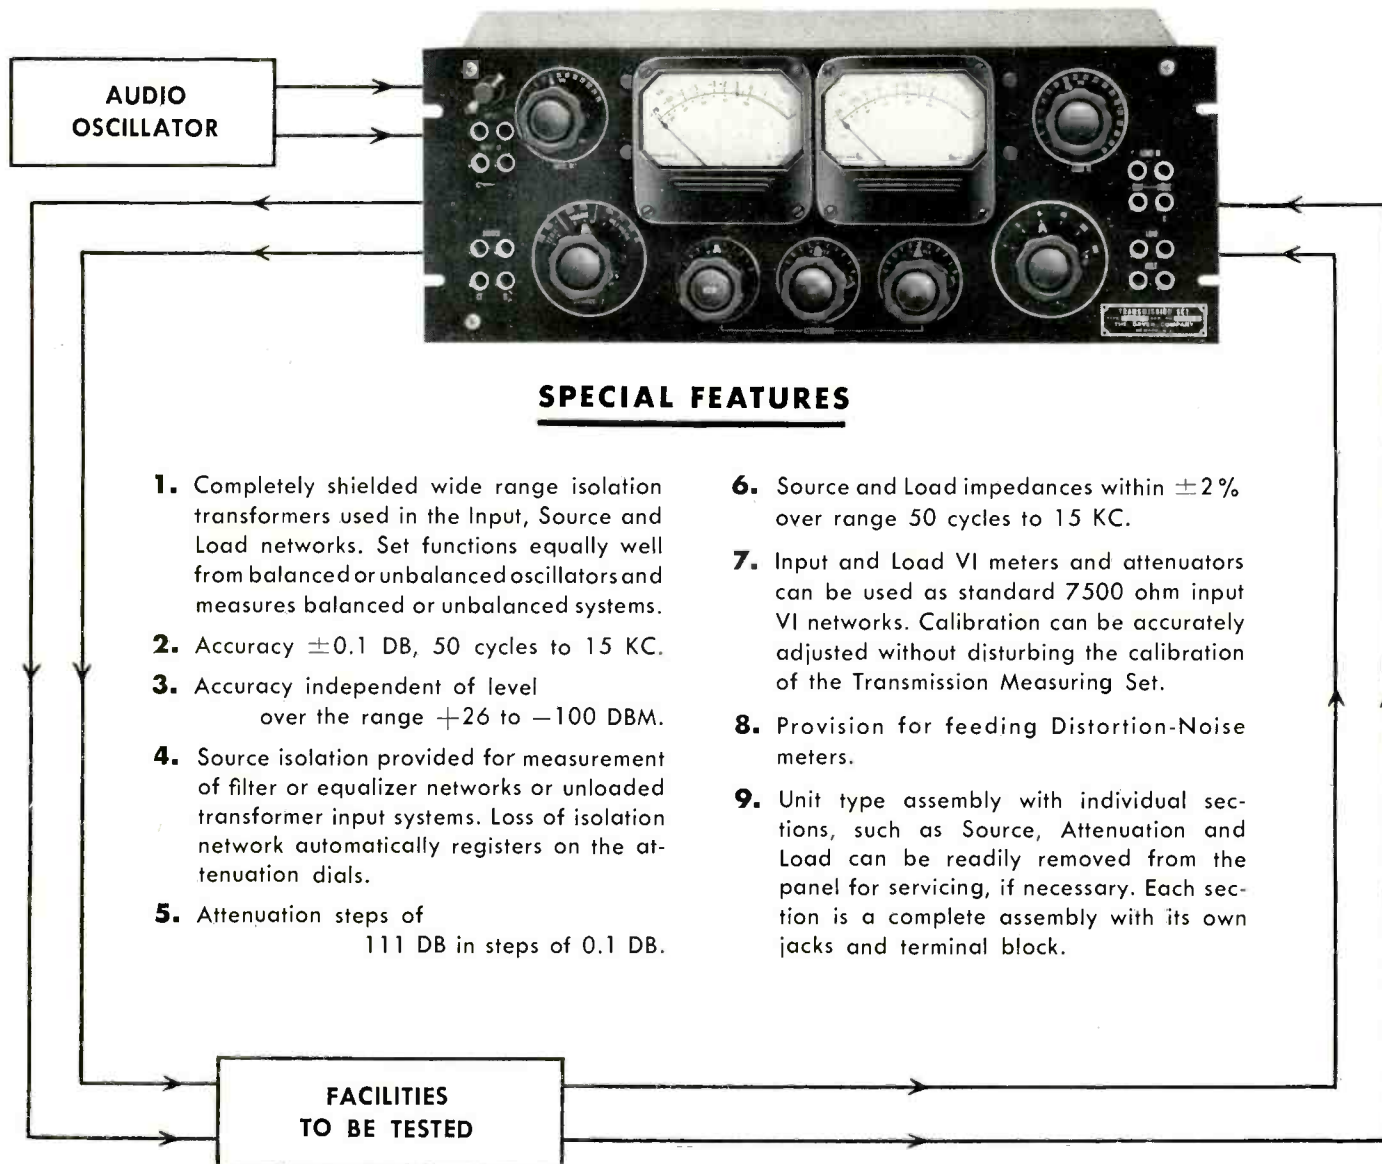 AUDIO
OSCILLATOR
TRANSMISSION SET
THE DAVEN COMPANY
SPECIAL FEATURES
1. Completely shielded wide range isolation
transformers used in the Input, Source and
Load networks. Set functions equally well
from balanced or unbalanced oscillators and
measures balanced or unbalanced systems.
2. Accuracy ±0.1 DB, 50 cycles to 15 KC.
3. Accuracy independent of level
over the range +26 to —100 DBM.
4. Source isolation provided for measurement
of filter or equalizer networks or unloaded
transformer input systems. Loss of isolation
network automatically registers on the at-
tenuation dials.
5. Attenuation steps of
111 DB in steps of 0.1 DB.
6. Source and Load impedances within ±2%
over range 50 cycles to 15 KC.
7. Input and Load VI meters and attenuators
can be used as standard 7500 ohm input
VI networks. Calibration can be accurately
adjusted without disturbing the calibration
of the Transmission Measuring Set.
8. Provision for feeding Distortion-Noise
meters.
9. Unit type assembly with individual sec-
tions, such as Source, Attenuation and
Load can be readily removed from the
panel for servicing, if necessary. Each sec-
tion is a complete assembly with its own
jacks and terminal block.
FACILITIES
TO BE TESTED